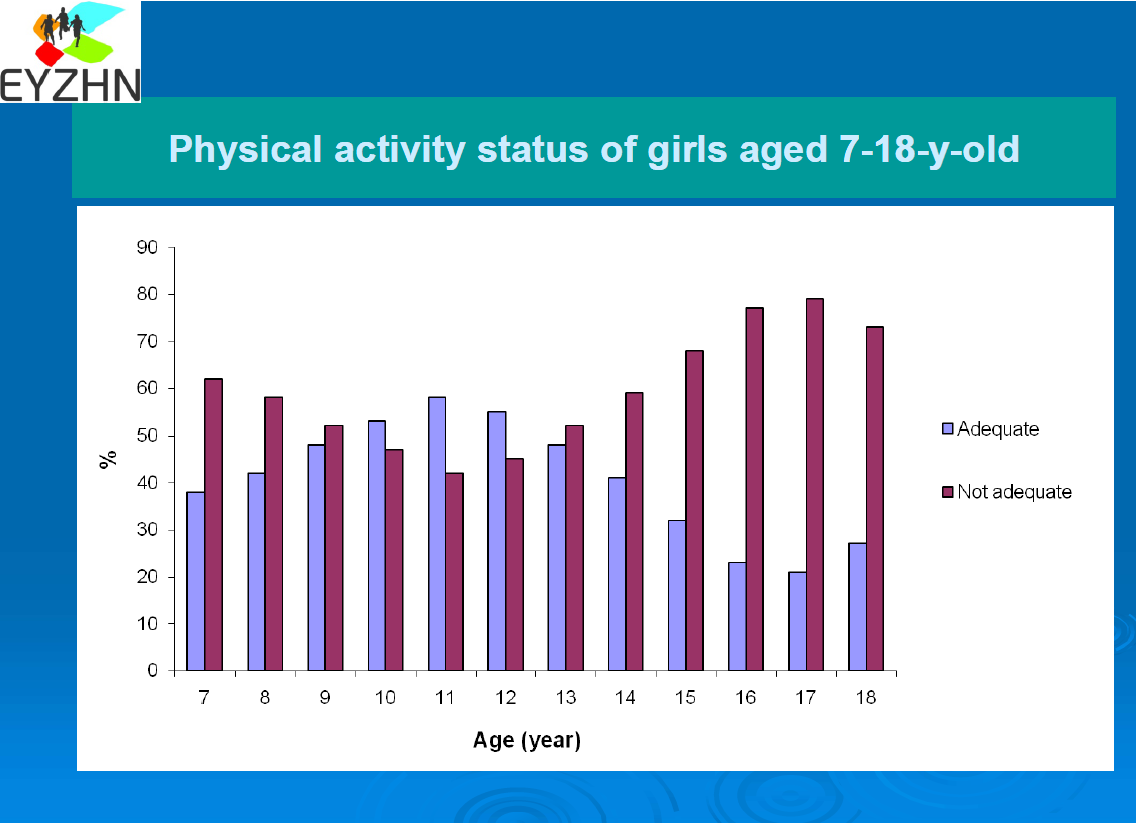 EYZHN
Physical activity status of girls aged 7-18-y-old
90
80
70
60
50
40
30
20
10
0
%
7 8 9 10 11 12 13 14 15 16 17 18
Age (year)
Adequate
Not adequate